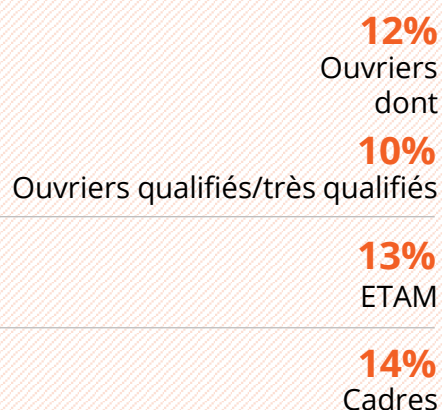 12%
Ouvriers
dont
10%
Ouvriers qualifiés/très qualifiés
13%
ETAM
14%
Cadres